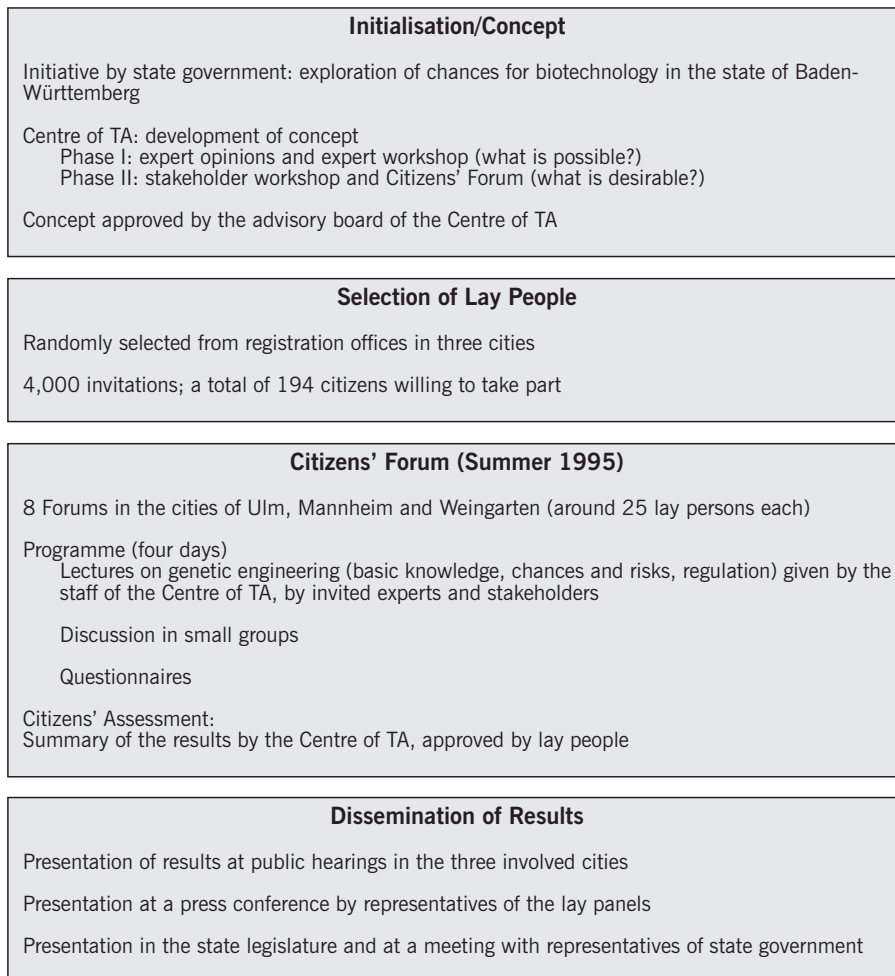 Initialisation/Concept
Initiative by state government: exploration of chances for biotechnology in the state of Baden-
Württemberg
Centre of TA: development of concept
Phase I: expert opinions and expert workshop (what is possible?)
Phase II: stakeholder workshop and Citizens' Forum (what is desirable?)
Concept approved by the advisory board of the Centre of TA
Selection of Lay People
Randomly selected from registration offices in three cities
4,000 invitations; a total of 194 citizens willing to take part
Citizens' Forum (Summer 1995)
8 Forums in the cities of Ulm, Mannheim and Weingarten (around 25 lay persons each)
Programme (four days)
Lectures on genetic engineering (basic knowledge, chances and risks, regulation) given by the
staff of the Centre of TA, by invited experts and stakeholders
Discussion in small groups
Questionnaires
Citizens' Assessment:
Summary of the results by the Centre of TA, approved by lay people
Dissemination of Results
Presentation of results at public hearings in the three involved cities
Presentation at a press conference by representatives of the lay panels
Presentation in the state legislature and at a meeting with representatives of state government